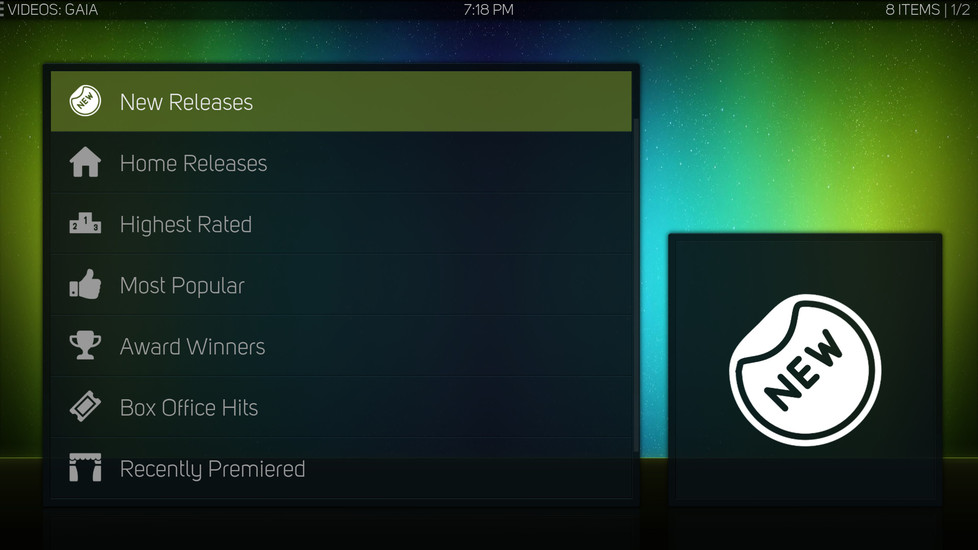 VIDEOS: GAIA
7:18 PM
8 ITEMS | 1/2
NEW
New Releases
Home Releases
2 1 3
Highest Rated
Most Popular
Award Winners
Box Office Hits
Recently Premiered
NEW